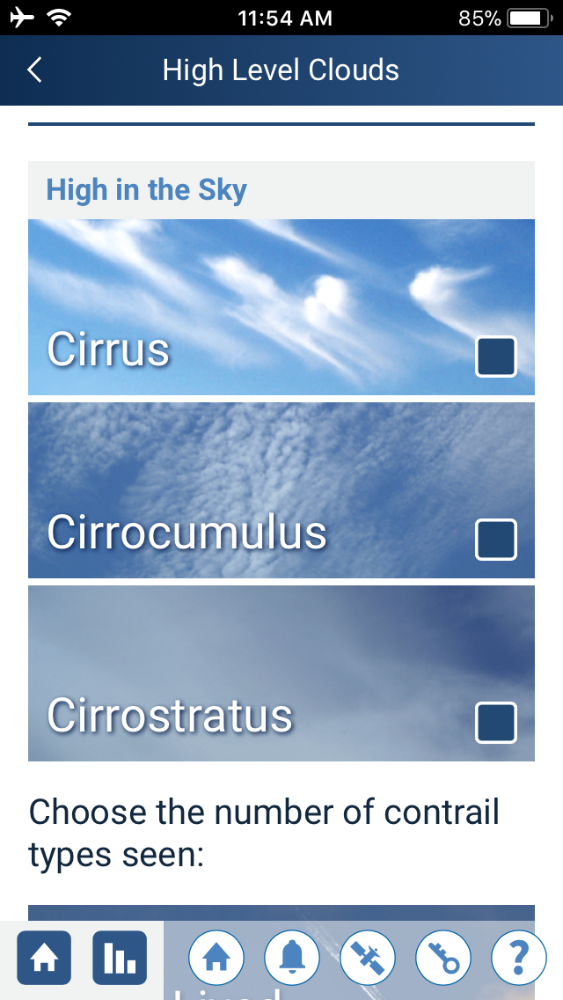 11:54 AM
85%
High Level Clouds
High in the Sky
Cirrus
Cirrocumulus
Cirrostratus
Choose the number of contrail
types seen:
?